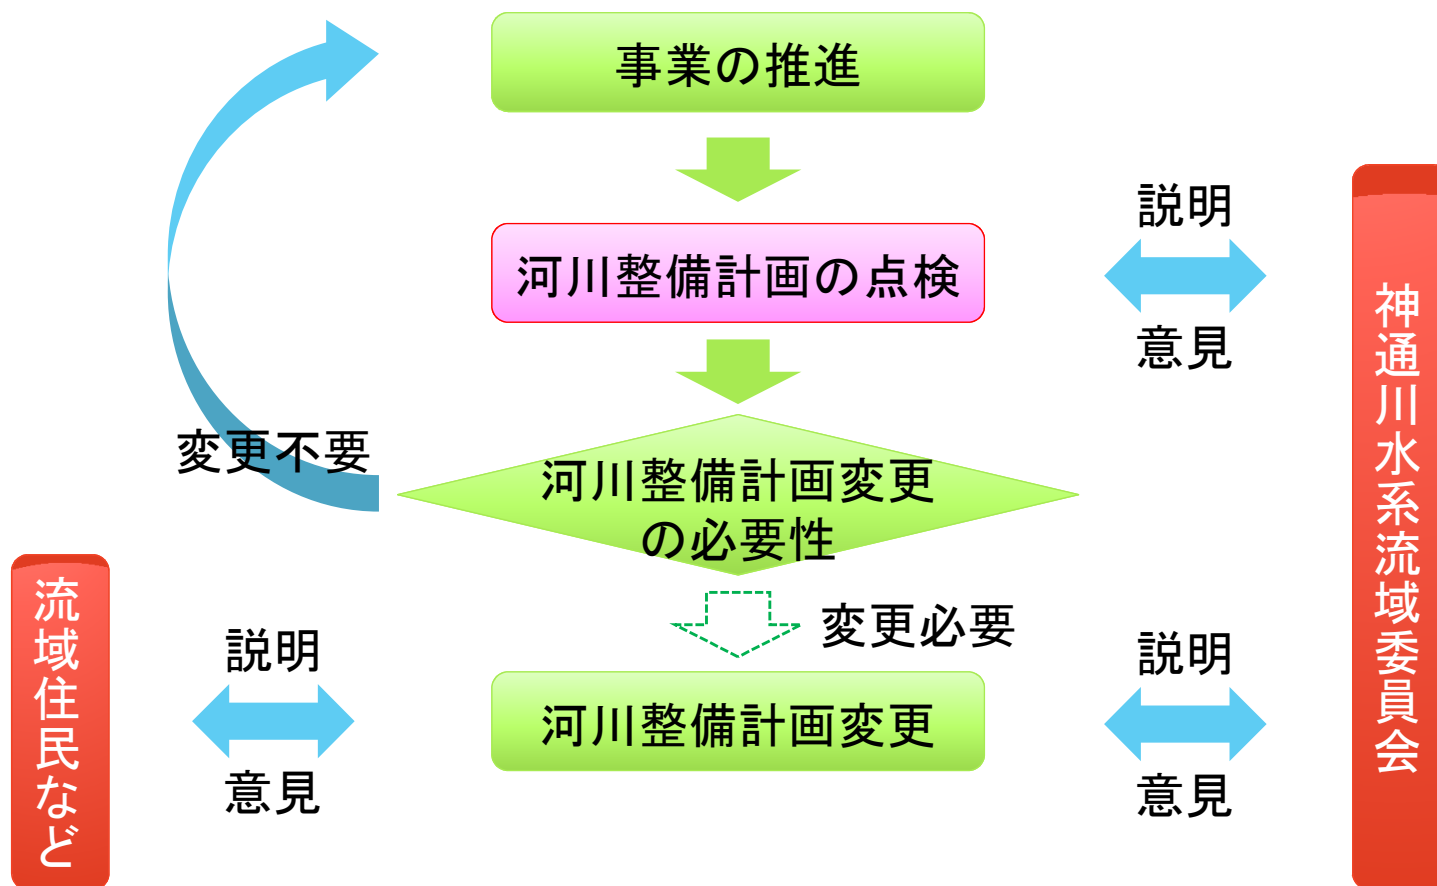 事業の推進
河川整備計画の点検
説明
意見
神通川水系流域委員会
変更不要
河川整備計画変更
の必要性
変更必要
流域住民など
説明
意見
河川整備計画変更
説明
意見